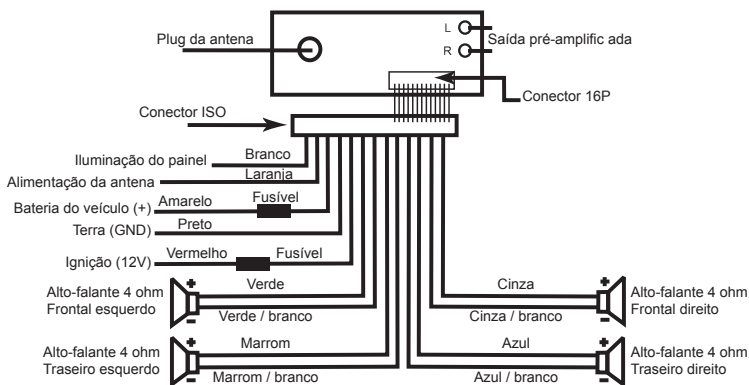 L
Plug da antena
Saída pré-amplific ada
R
Conector 16P
Conector ISO
Iluminação do painel Branco
Alimentação da antena Laranja
Bateria do veículo (+) Amarelo Fusível
Terra (GND) Preto
Ignição (12V) Vermelho Fusível
+ Verde Cinza +
Alto-falante 4 ohm Alto-falante 4 ohm
Frontal esquerdo Frontal direito
− Verde / branco Cinza / branco −
+ Marrom Azul +
Alto-falante 4 ohm Alto-falante 4 ohm
Traseiro esquerdo Traseiro direito
− Marrom / branco Azul / branco −